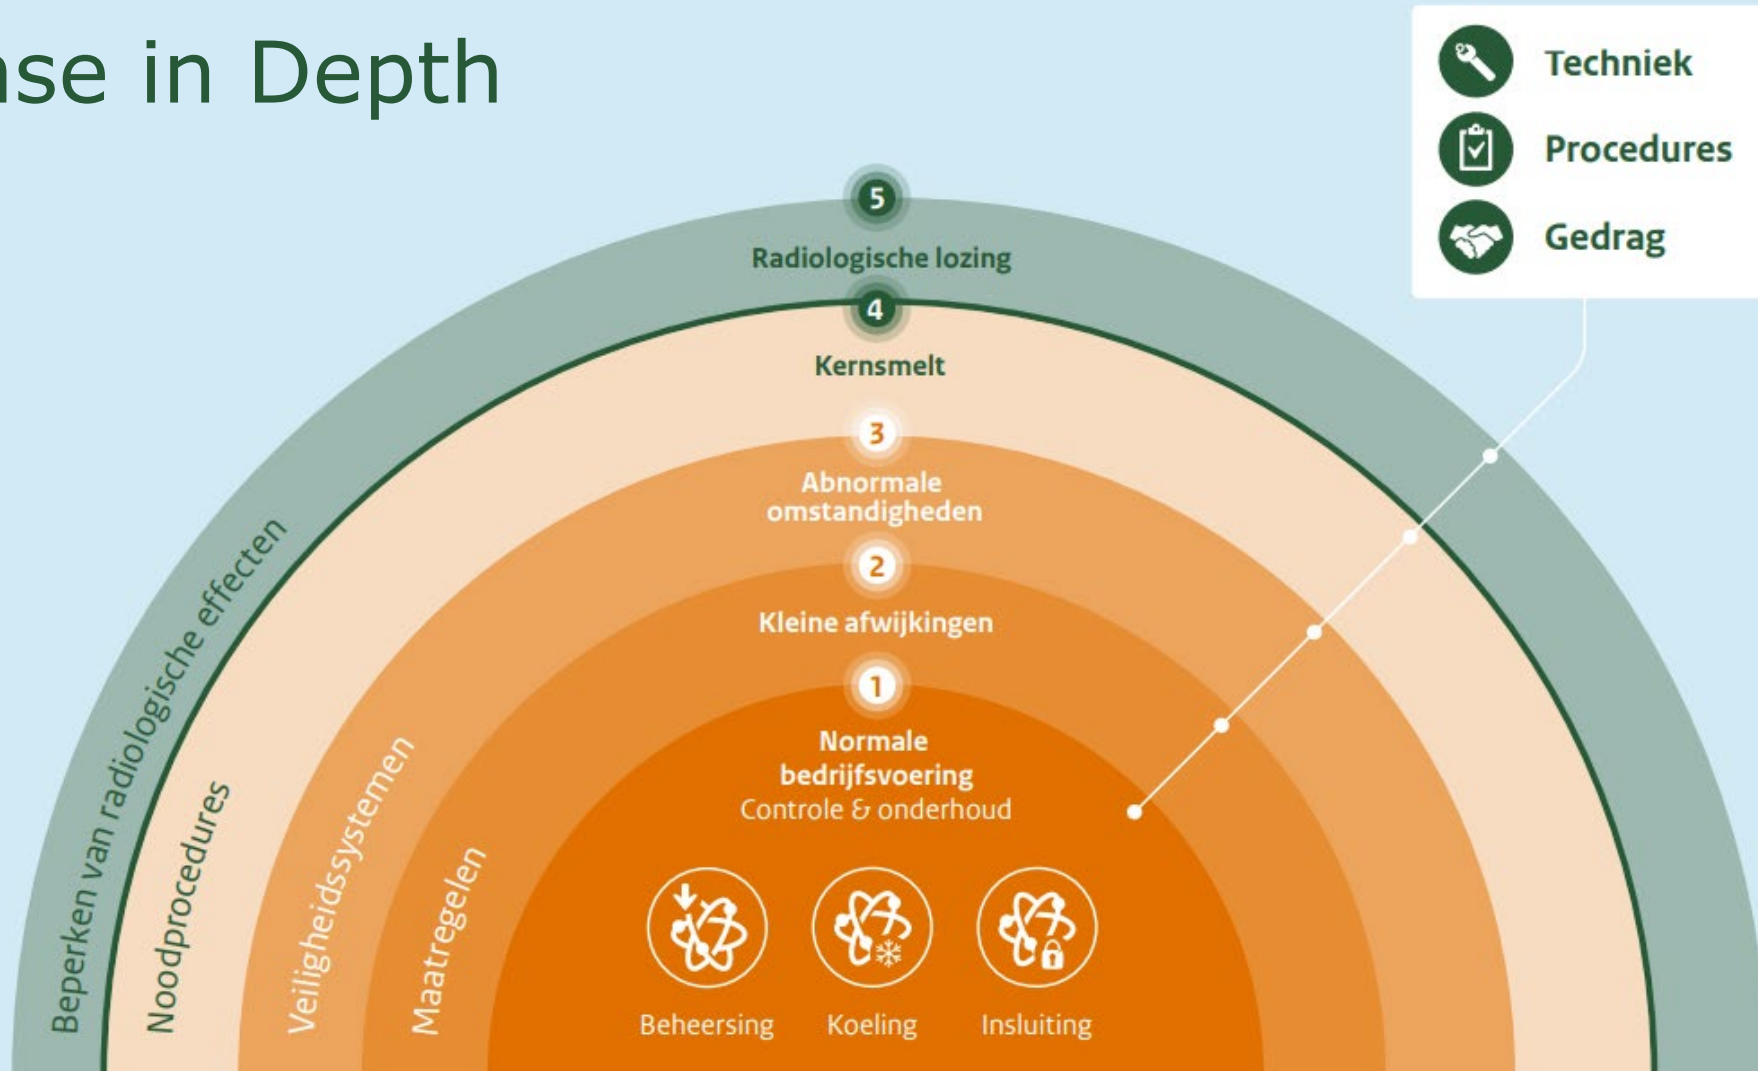 in Depth
Techniek
Procedures
Gedrag
5
Radiologische lozing
4
Kernsmelt
3
Abnormale
omstandigheden
2
Kleine afwijkingen
1
Normale
bedrijfsvoering
Controle & onderhoud
Beheersing
Koeling
Insluiting
Beperken van radiologische effecten
Noodprocedures
Veiligheidssystemen
Maatregelen